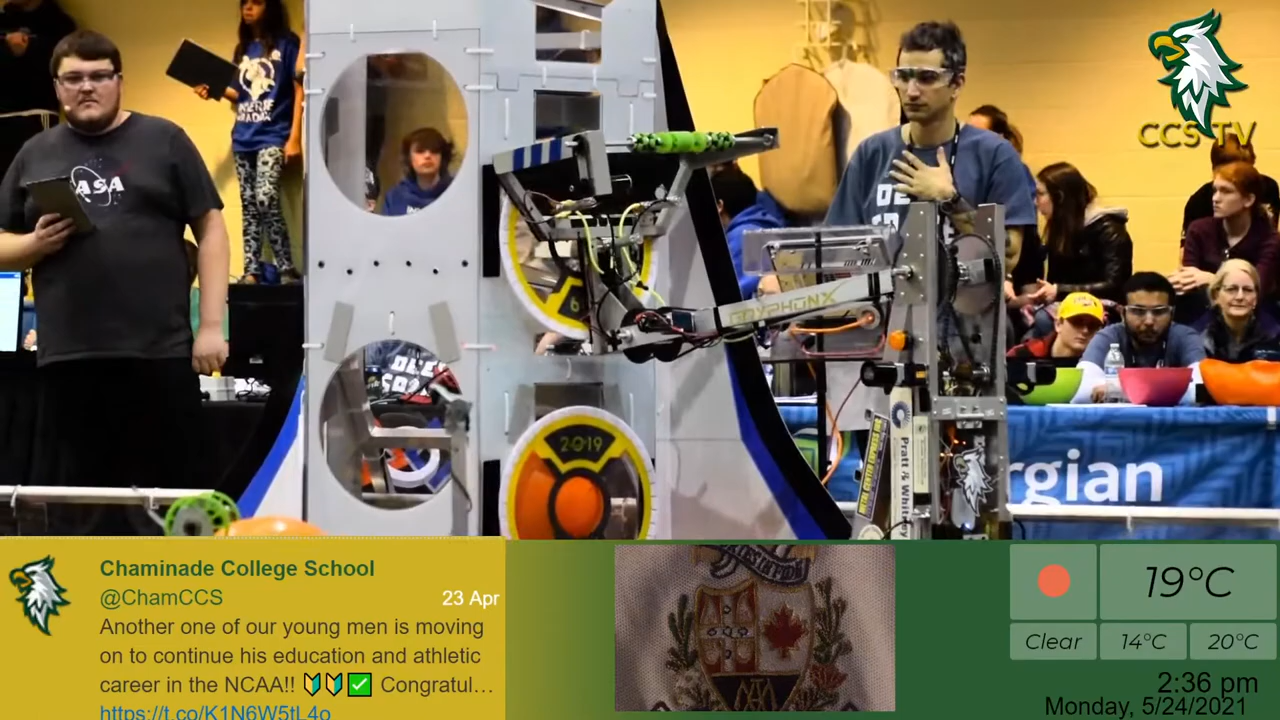 CCS TV
ASA
GRYPHONX
2019
Pratt & Whitney
rgian
Chaminade College School
@ChamCCS
23 Apr
Another one of our young men is moving
on to continue his education and athletic
career in the NCAA!! 🔰🔰✅ Congratul…
https://t.co/K1N6W5tL4o
19°C
Clear
14°C
20°C
2:36 pm
Monday, 5/24/2021